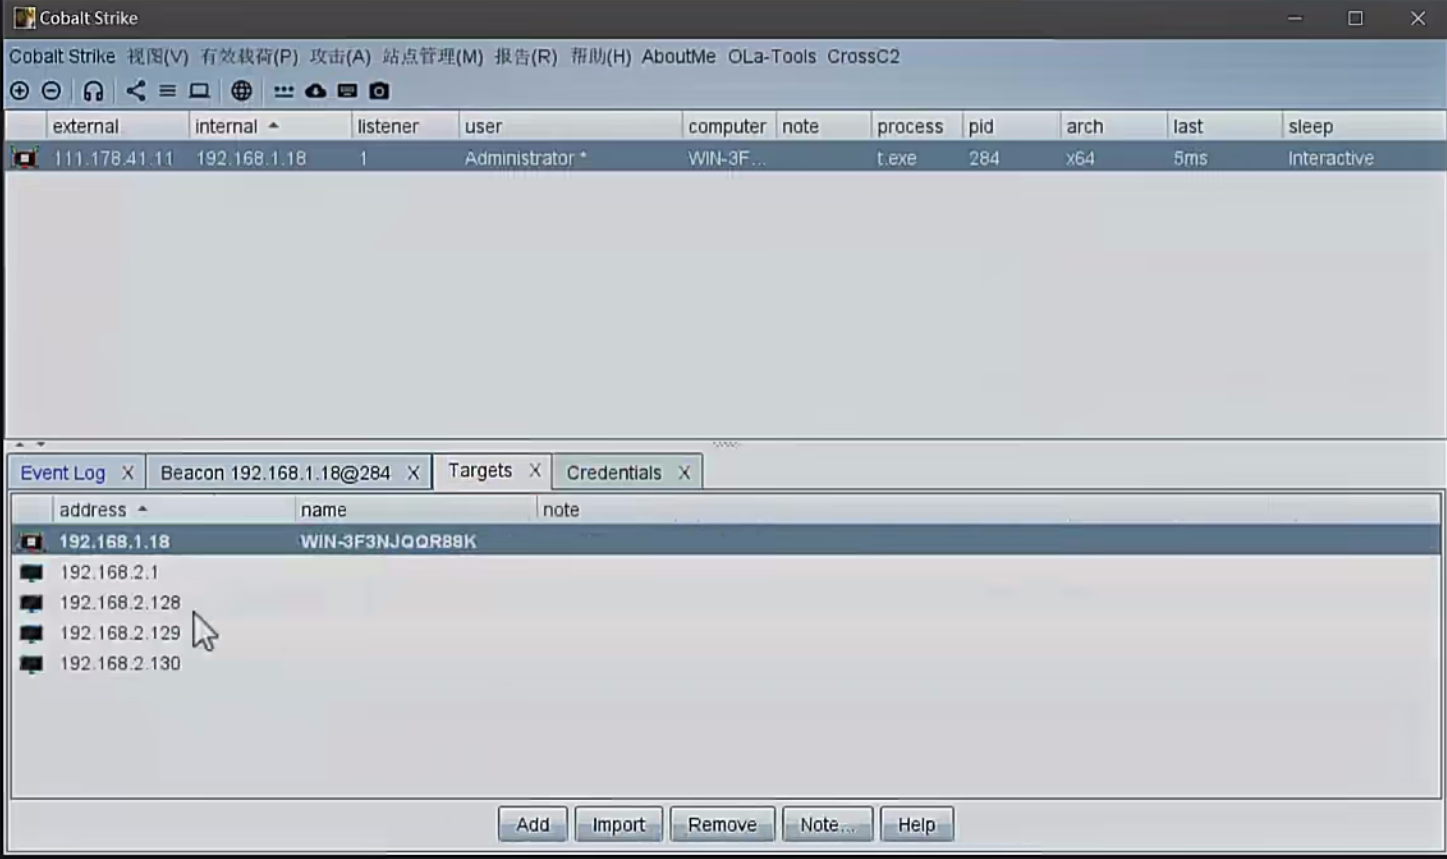 Cobalt Strike
Cobalt Strike 视图(V) 有效载荷(P) 攻击(A) 站点管理(M) 报告(R) 帮助(H) AboutMe OLa-Tools CrossC2
external internal listener user computer note process pid arch last sleep
111.178.41.11 192.168.1.18 1 Administrator * WIN-3F... t.exe 284 x64 5ms Interactive
Event Log X Beacon 192.168.1.18@284 X Targets X Credentials X
address name note
192.168.1.18 WIN-3F3NJQQR88K
192.168.2.1
192.168.2.128
192.168.2.129
192.168.2.130
Add Import Remove Note... Help